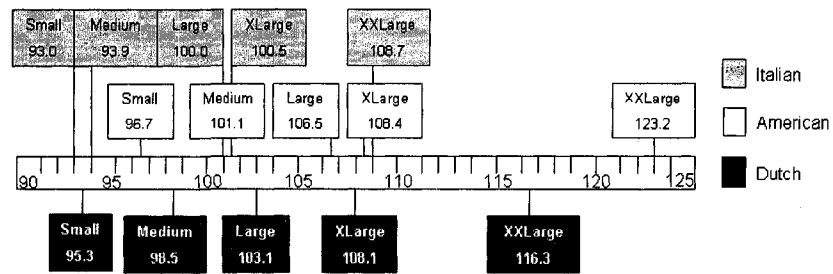 Small Medium Large XLarge XXLarge
93.0 93.9 100.0 100.5 108.7
Italian
Small Medium Large XLarge XXLarge
96.7 101.1 106.5 108.4 123.2
American
90 95 100 105 110 115 120 125
Dutch
Small Medium Large XLarge XXLarge
95.3 98.5 103.1 108.1 116.3